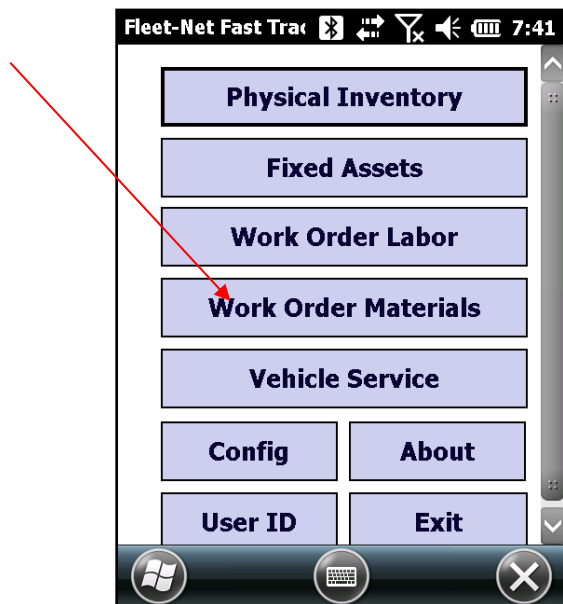 Fleet-Net Fast Trac 7:41
Physical Inventory
Fixed Assets
Work Order Labor
Work Order Materials
Vehicle Service
Config About
User ID Exit